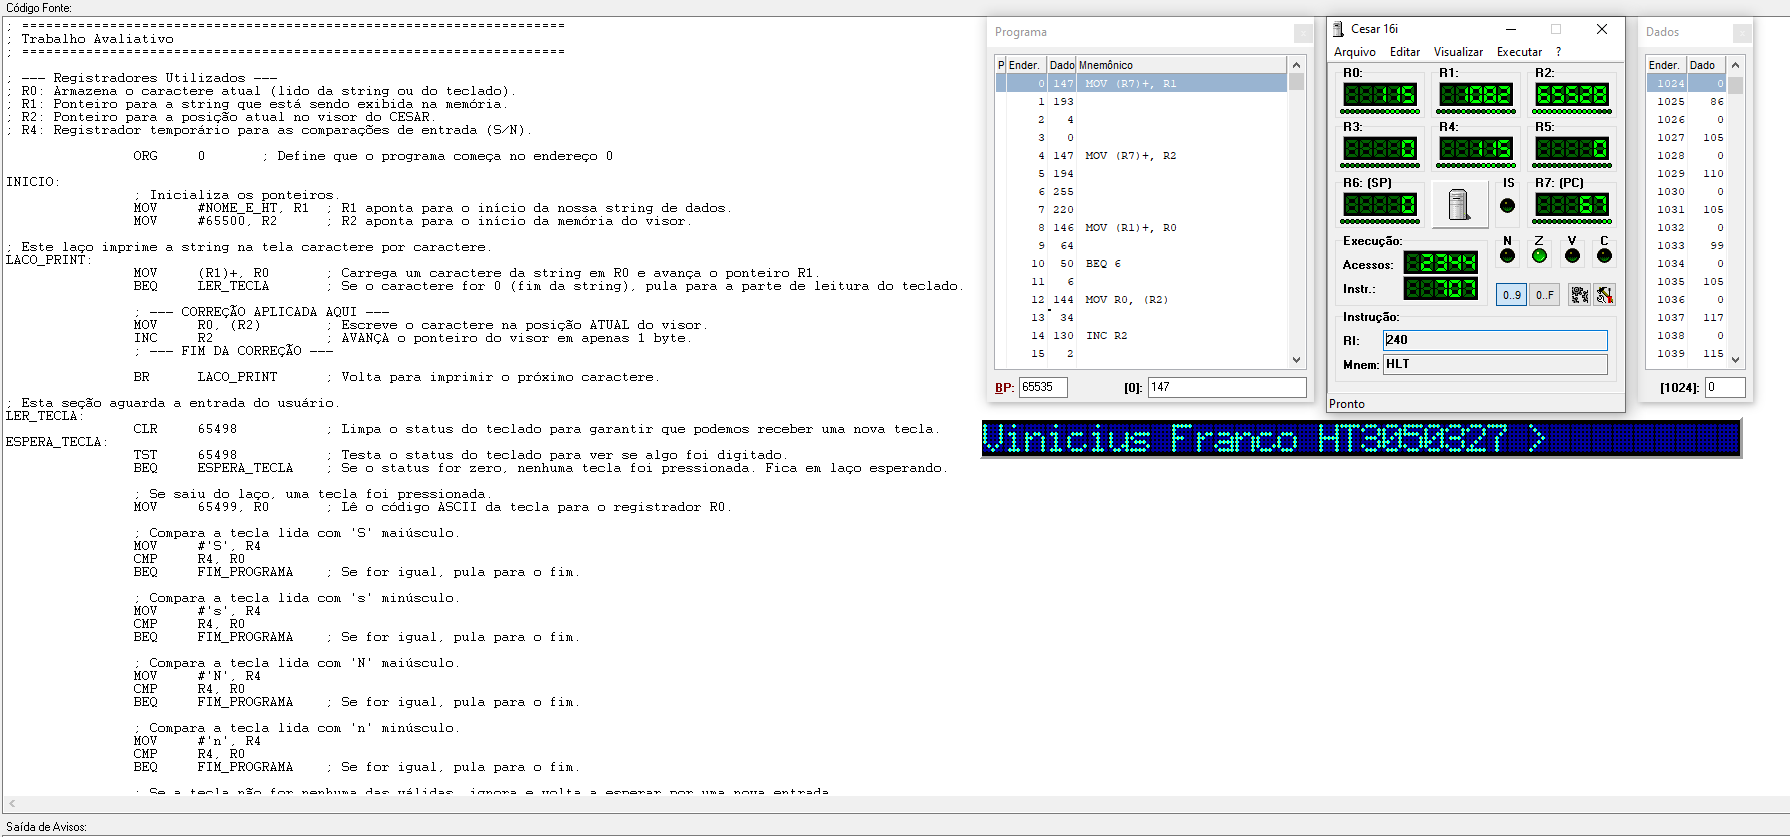 Código Fonte:
; ====================================================================
; Trabalho Avaliativo
; ====================================================================
; --- Registradores Utilizados ---
; R0: Armazena o caractere atual (lido da string ou do teclado).
; R1: Ponteiro para a string que está sendo exibida na memória.
; R2: Ponteiro para a posição atual no visor do CESAR.
; R4: Registrador temporário para as comparações de entrada (S/N).
ORG 0 ; Define que o programa começa no endereço 0
INICIO:
; Inicializa os ponteiros.
MOV #NOME_E_HT, R1 ; R1 aponta para o início da nossa string de dados.
MOV #65500, R2 ; R2 aponta para o início da memória do visor.
; Este laço imprime a string na tela caractere por caractere.
LACO_PRINT:
MOV (R1)+, R0 ; Carrega um caractere da string em R0 e avança o ponteiro R1.
BEQ LER_TECLA ; Se o caractere for 0 (fim da string), pula para a parte de leitura do teclado.
; --- CORREÇÃO APLICADA AQUI ---
MOV R0, (R2) ; Escreve o caractere na posição ATUAL do visor.
INC R2 ; AVANÇA o ponteiro do visor em apenas 1 byte.
; --- FIM DA CORREÇÃO ---
BR LACO_PRINT ; Volta para imprimir o próximo caractere.
; Esta seção aguarda a entrada do usuário.
LER_TECLA:
CLR 65498 ; Limpa o status do teclado para garantir que podemos receber uma nova tecla.
ESPERA_TECLA:
TST 65498 ; Testa o status do teclado para ver se algo foi digitado.
BEQ ESPERA_TECLA ; Se o status for zero, nenhuma tecla foi pressionada. Fica em laço esperando.
; Se saiu do laço, uma tecla foi pressionada.
MOV 65499, R0 ; Lê o código ASCII da tecla para o registrador R0.
; Compara a tecla lida com 'S' maiúsculo.
MOV #'S', R4
CMP R4, R0
BEQ FIM_PROGRAMA ; Se for igual, pula para o fim.
; Compara a tecla lida com 's' minúsculo.
MOV #'s', R4
CMP R4, R0
BEQ FIM_PROGRAMA ; Se for igual, pula para o fim.
; Compara a tecla lida com 'N' maiúsculo.
MOV #'N', R4
CMP R4, R0
BEQ FIM_PROGRAMA ; Se for igual, pula para o fim.
; Compara a tecla lida com 'n' minúsculo.
MOV #'n', R4
CMP R4, R0
BEQ FIM_PROGRAMA ; Se for igual, pula para o fim.
; Se a tecla não for nenhuma das válidas, ignora e volta a esperar por uma nova entrada
Saída de Avisos:
Programa
P Ender. Dado Mnemônico
0 147 MOV (R7)+, R1
1 193
2 4
3 0
4 147 MOV (R7)+, R2
5 194
6 255
7 220
8 146 MOV (R1)+, R0
9 64
10 50 BEQ 6
11 6
12 144 MOV R0, (R2)
13 34
14 130 INC R2
15 2
BP: 65535 [0]: 147
Cesar 16i
Arquivo Editar Visualizar Executar ?
R0: R1: R2:
115 1082 65528
R3: R4: R5:
0 115 0
R6: (SP) IS R7: (PC)
0 67
Execução: N Z V C
Acessos: 2344
Instr.: 707 0..9 0..F
Instrução:
RI: 240
Mnem: HLT
Pronto
Dados
Ender. Dado
1024 0
1025 86
1026 0
1027 105
1028 0
1029 110
1030 0
1031 105
1032 0
1033 99
1034 0
1035 105
1036 0
1037 117
1038 0
1039 115
[1024]: 0
Vinicius Franco HT3050327 >